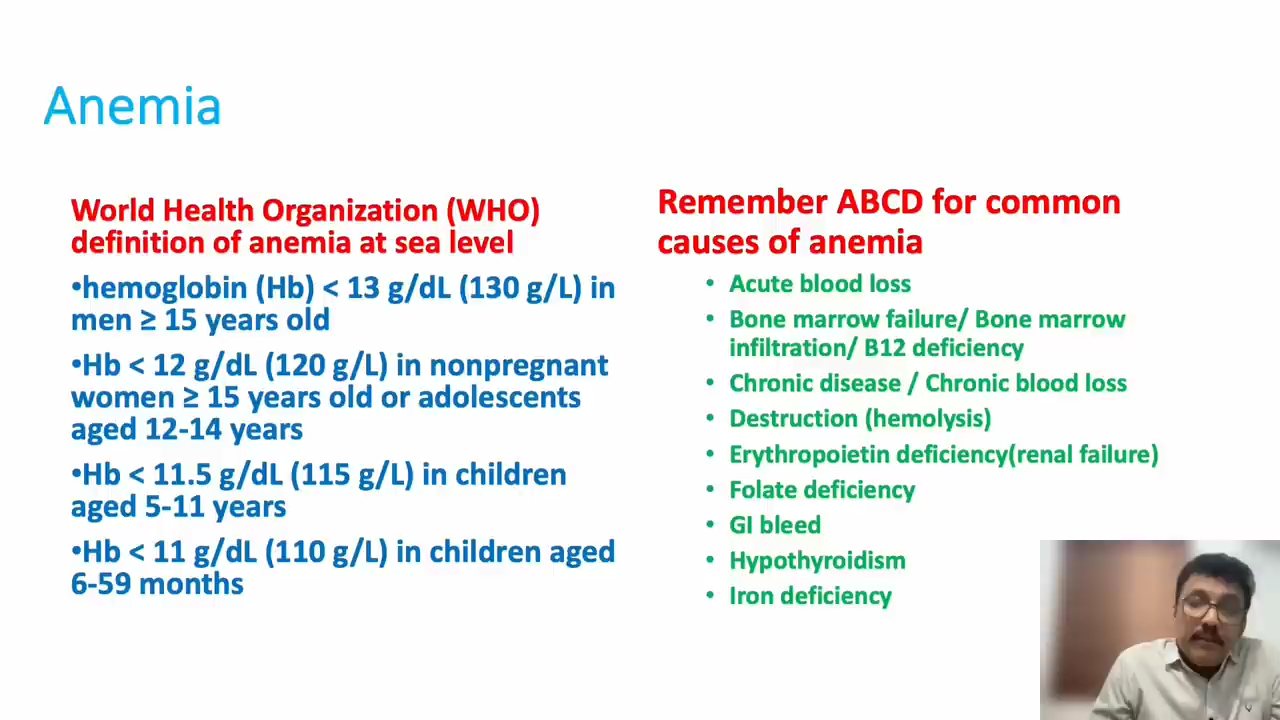 Anemia
World Health Organization (WHO)
definition of anemia at sea level
•hemoglobin (Hb) < 13 g/dL (130 g/L) in
men ≥ 15 years old
•Hb < 12 g/dL (120 g/L) in nonpregnant
women ≥ 15 years old or adolescents
aged 12-14 years
•Hb < 11.5 g/dL (115 g/L) in children
aged 5-11 years
•Hb < 11 g/dL (110 g/L) in children aged
6-59 months
Remember ABCD for common
causes of anemia
• Acute blood loss
• Bone marrow failure/ Bone marrow
infiltration/ B12 deficiency
• Chronic disease / Chronic blood loss
• Destruction (hemolysis)
• Erythropoietin deficiency(renal failure)
• Folate deficiency
• GI bleed
• Hypothyroidism
• Iron deficiency